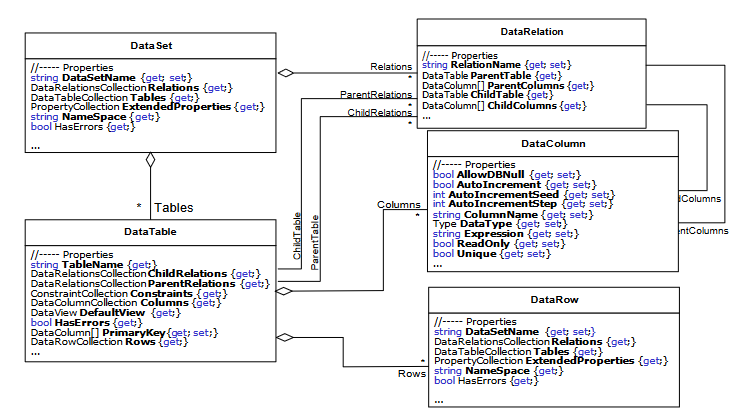 DataSet
//----- Properties
string DataSetName {get; set;}
DataRelationsCollection Relations {get;}
DataTableCollection Tables {get;}
PropertyCollection ExtendedProperties {get;}
string NameSpace {get;}
bool HasErrors {get;}
...
DataRelation
//----- Properties
string RelationName {get; set;}
DataTable ParentTable {get;}
DataColumn[] ParentColumns {get;}
DataTable ChildTable {get;}
DataColumn[] ChildColumns {get;}
...
Relations
*
ParentRelations
*
ChildRelations
*
DataColumn
//----- Properties
bool AllowDBNull {get; set;}
bool AutoIncrement {get; set;}
int AutoIncrementSeed {get; set;}
int AutoIncrementStep {get; set;}
string ColumnName {get; set;}
Type DataType {get; set;}
string Expression {get; set;}
bool ReadOnly {get; set;}
bool Unique {get; set;}
...
dColumns
ntColumns
Columns
*
* Tables
ChildTable
ParentTable
DataTable
//----- Properties
string TableName {get;}
DataRelationsCollection ChildRelations {get;}
DataRelationsCollection ParentRelations {get;}
ConstraintCollection Constraints {get;}
DataColumnCollection Columns {get;}
DataView DefaultView {get;}
bool HasErrors {get;}
DataColumn[] PrimaryKey {get; set;}
DataRowCollection Rows {get;}
...
*
Rows
DataRow
//----- Properties
string DataSetName {get; set;}
DataRelationsCollection Relations {get;}
DataTableCollection Tables {get;}
PropertyCollection ExtendedProperties {get;}
string NameSpace {get;}
bool HasErrors {get;}
...